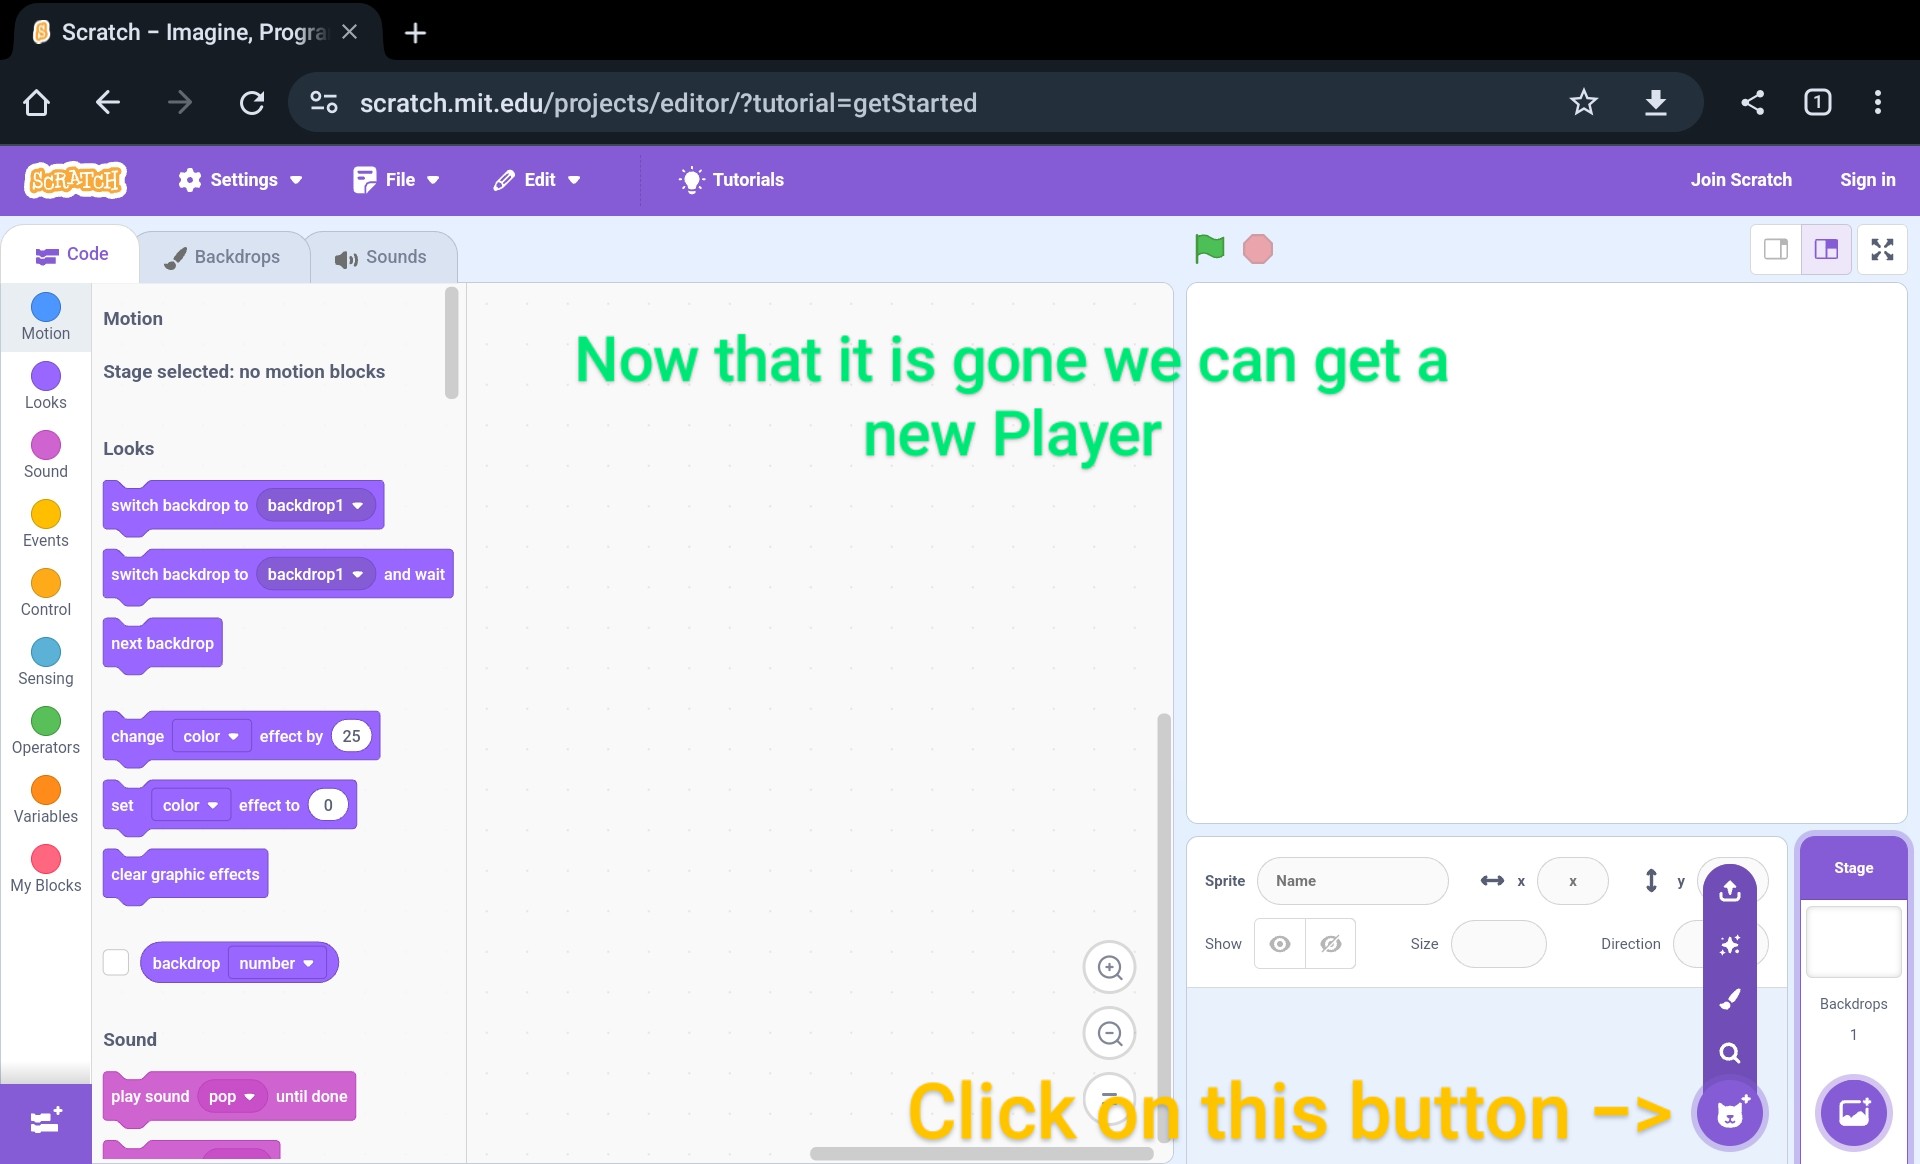 Scratch – Imagine, Progra
scratch.mit.edu/projects/editor/?tutorial=getStarted
1
SCRATCH
Settings
File
Edit
Tutorials
Join Scratch
Sign in
Code
Backdrops
Sounds
Motion
Looks
Sound
Events
Control
Sensing
Operators
Variables
My Blocks
Motion
Stage selected: no motion blocks
Looks
switch backdrop to backdrop1
switch backdrop to backdrop1 and wait
next backdrop
change color effect by 25
set color effect to 0
clear graphic effects
backdrop number
Sound
play sound pop until done
Now that it is gone we can get a
new Player
Sprite Name x x y
Show Size Direction
Stage
Backdrops
1
Click on this button –>